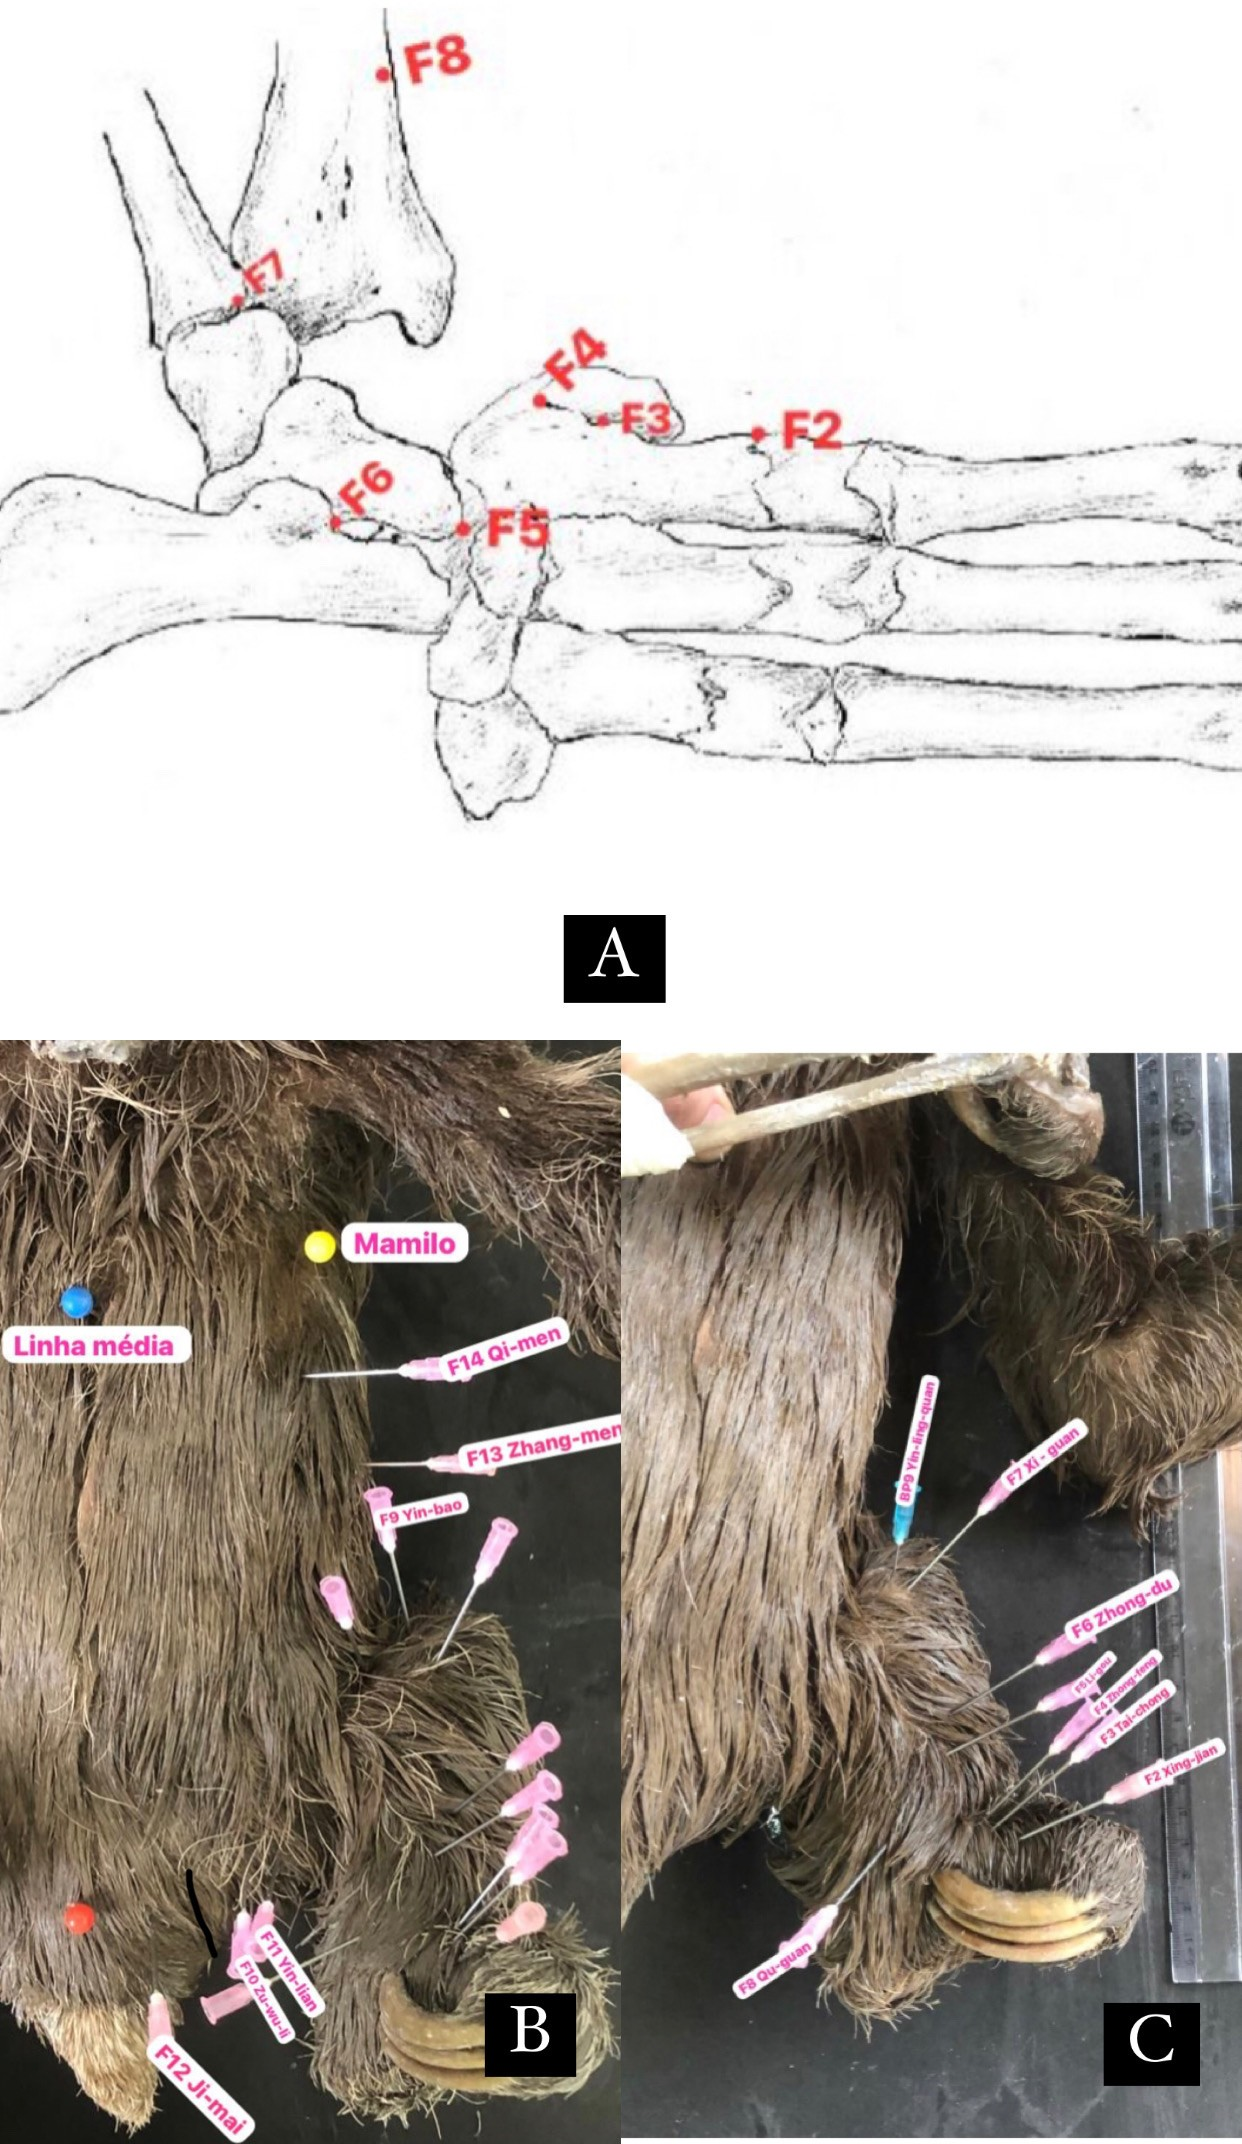 F8
F7
F4
F3
F2
F6
F5
A
Mamilo
Linha média
F14 Qi-men
F13 Zhang-men
F9 Yin-bao
F11 Yin-lian
F10 Zu-wu-li
F12 Ji-mai
B
BP9 Yin-ling-quan
F7 Xi - guan
F6 Zhong-du
F5 Li-gou
F4 Zhong-feng
F3 Tai-chong
F2 Xing-jian
F8 Qu-guan
C